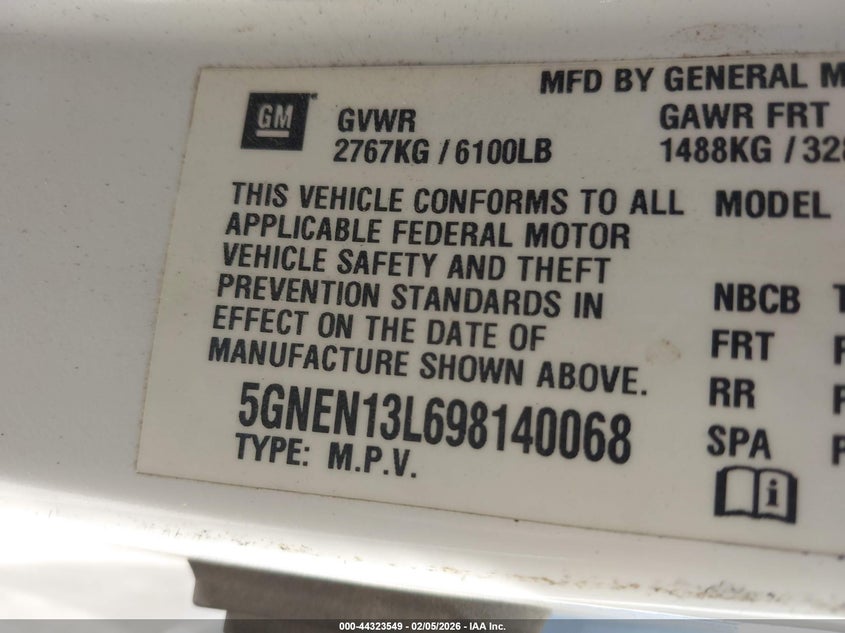 MFD BY GENERAL M
GM
GVWR
2767KG / 6100LB
GAWR FRT
1488KG / 328
THIS VEHICLE CONFORMS TO ALL
APPLICABLE FEDERAL MOTOR
VEHICLE SAFETY AND THEFT
PREVENTION STANDARDS IN
EFFECT ON THE DATE OF
MANUFACTURE SHOWN ABOVE.
5GNEN13L698140068
TYPE: M.P.V.
MODEL
NBCB T
FRT
RR
SPA
000-44323549 - 02/05/2026 - IAA Inc.